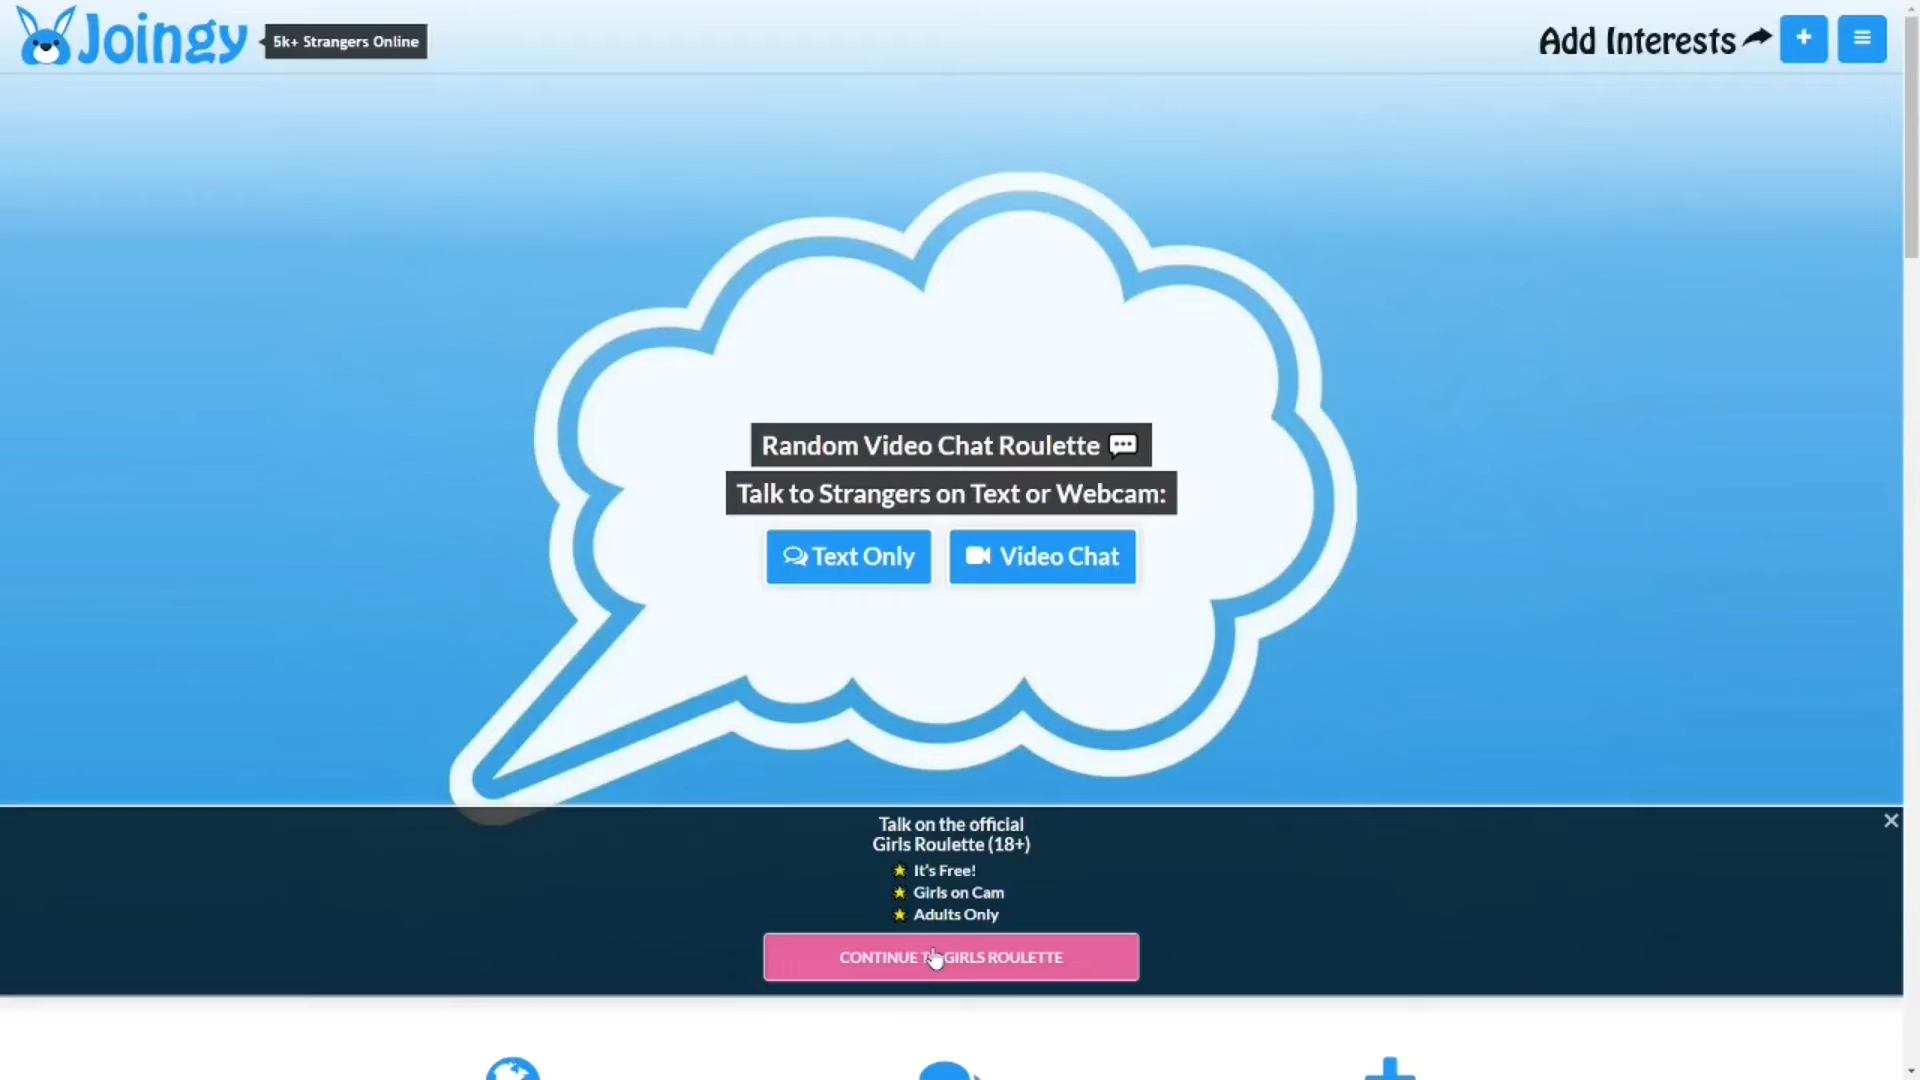 Joingy
5k+ Strangers Online
Add Interests
Random Video Chat Roulette
Talk to Strangers on Text or Webcam:
Text Only
Video Chat
Talk on the official
Girls Roulette (18+)
It's Free!
Girls on Cam
Adults Only
CONTINUE TO GIRLS ROULETTE